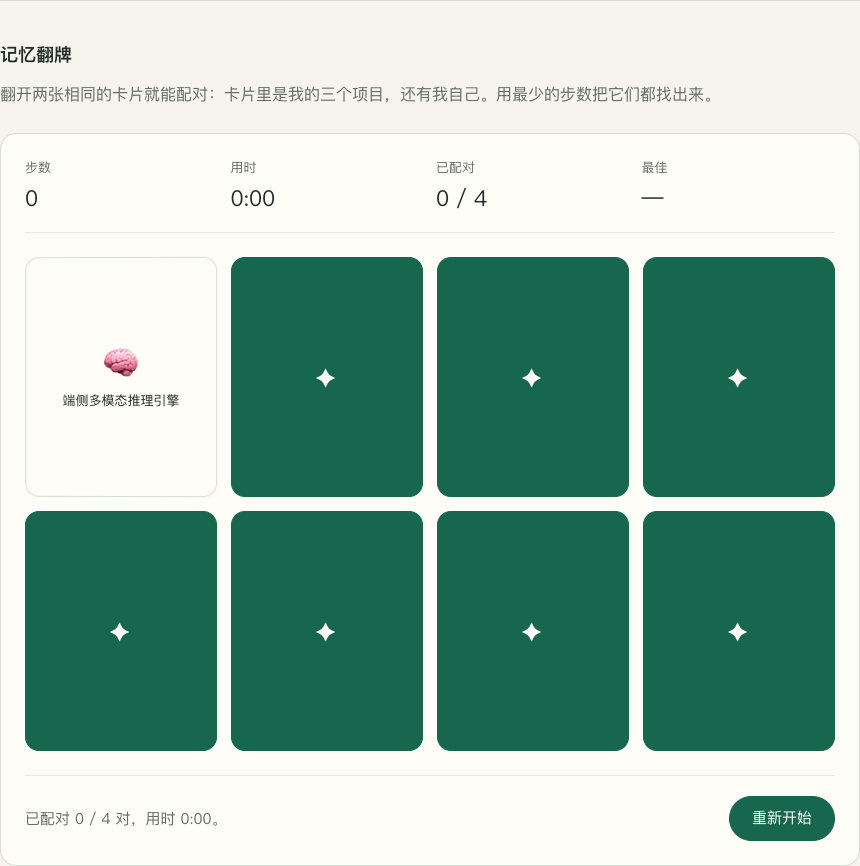 记忆翻牌
翻开两张相同的卡片就能配对：卡片里是我的三个项目，还有我自己。用最少的步数把它们都找出来。
步数
用时
已配对
最佳
0
0:00
0 / 4
—
端侧多模态推理引擎
已配对 0 / 4 对，用时 0:00。
重新开始